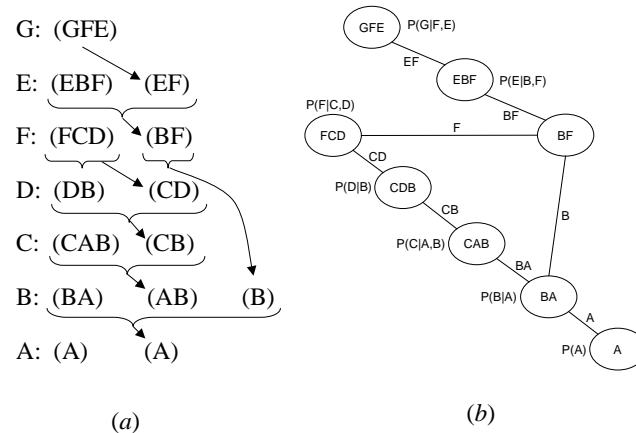 G: (GFE)
E: (EBF) (EF)
F: (FCD) (BF)
D: (DB) (CD)
C: (CAB) (CB)
B: (BA) (AB) (B)
A: (A) (A)
(a)
GFE P(G|F,E)
EF
EBF P(E|B,F)
BF
P(F|C,D)
FCD F BF
CD
P(D|B) CDB
CB
B
P(C|A,B) CAB
BA
P(B|A) BA
A
P(A) A
(b)